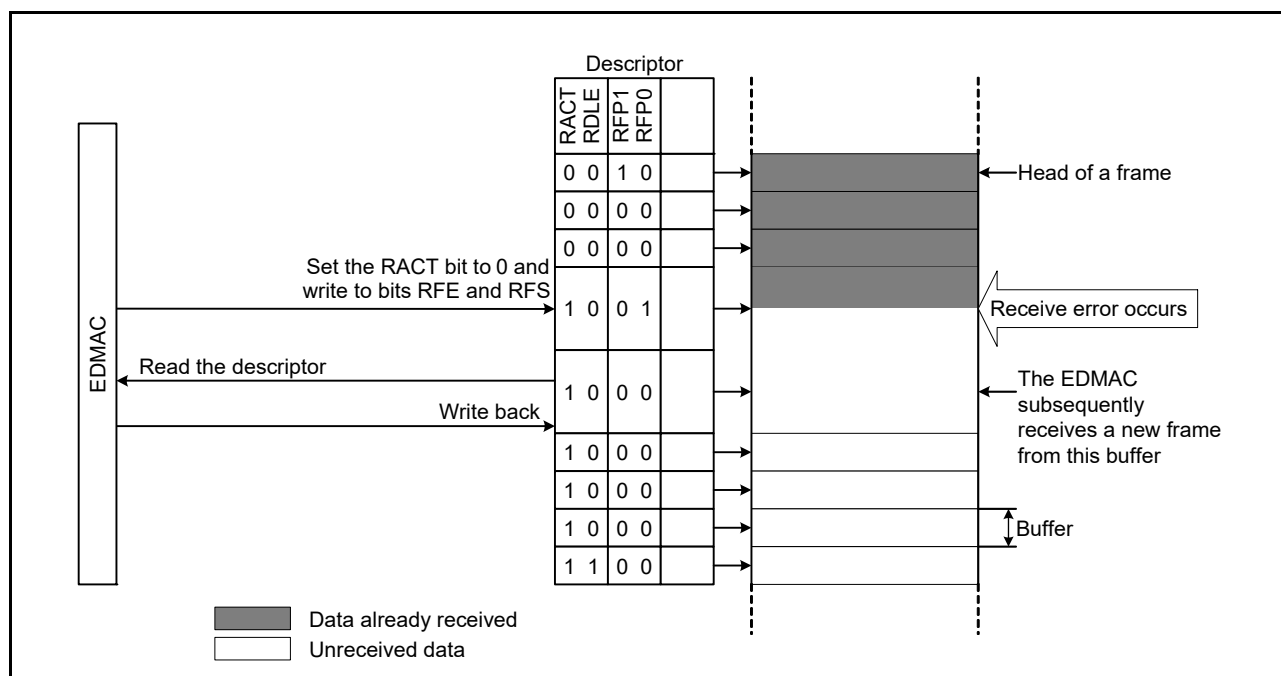 Descriptor
RACT
RDLE
RFP1
RFP0
0 0 1 0
Head of a frame
0 0 0 0
0 0 0 0
Set the RACT bit to 0 and
write to bits RFE and RFS
1 0 0 1
Receive error occurs
EDMAC
Read the descriptor
1 0 0 0
Write back
The EDMAC
subsequently
receives a new frame
from this buffer
1 0 0 0
1 0 0 0
1 0 0 0
Buffer
1 1 0 0
Data already received
Unreceived data